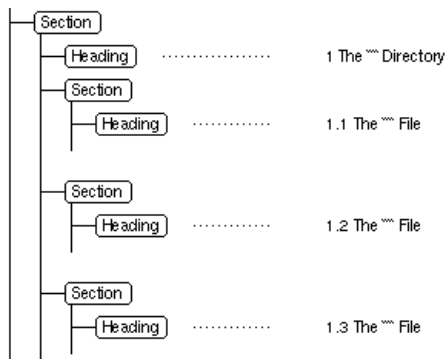 Section
Heading 1 The ~~~ Directory
Section
Heading 1.1 The ~~~ File
Section
Heading 1.2 The ~~~ File
Section
Heading 1.3 The ~~~ File